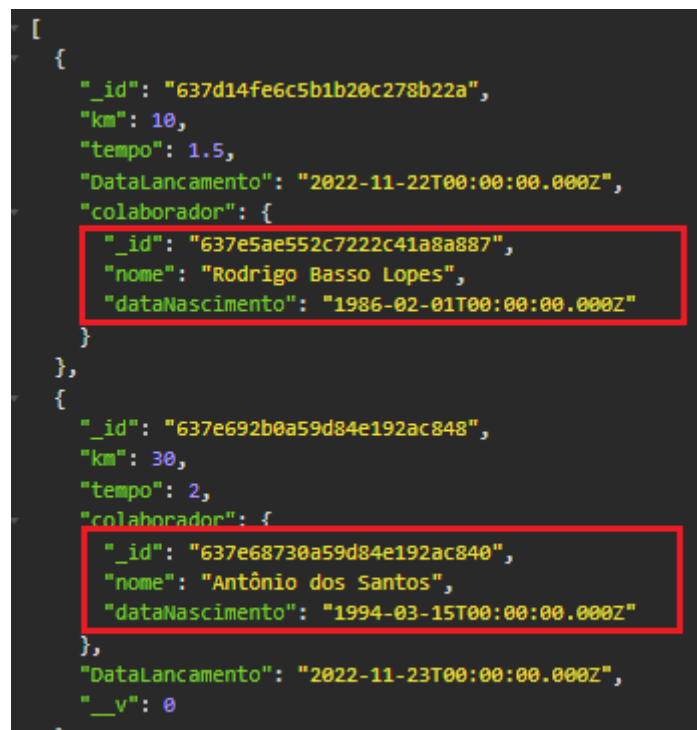 [
{
"_id": "637d14fe6c5b1b20c278b22a",
"km": 10,
"tempo": 1.5,
"DataLancamento": "2022-11-22T00:00:00.000Z",
"colaborador": {
"_id": "637e5ae552c7222c41a8a887",
"nome": "Rodrigo Basso Lopes",
"dataNascimento": "1986-02-01T00:00:00.000Z"
}
},
{
"_id": "637e692b0a59d84e192ac848",
"km": 30,
"tempo": 2,
"colaborador": {
"_id": "637e68730a59d84e192ac840",
"nome": "Antônio dos Santos",
"dataNascimento": "1994-03-15T00:00:00.000Z"
},
"DataLancamento": "2022-11-23T00:00:00.000Z",
"__v": 0